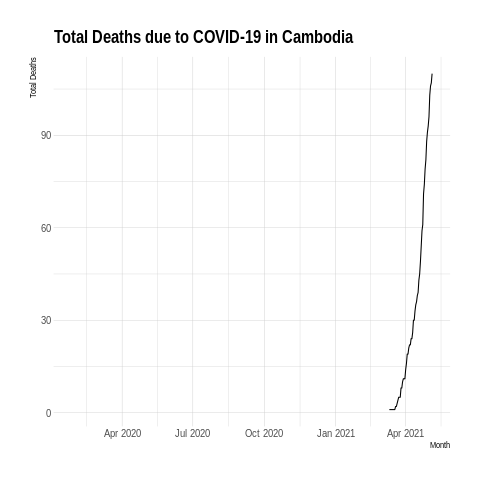 Total Deaths due to COVID-19 in Cambodia
Total Deaths
90
60
30
0
Apr 2020
Jul 2020
Oct 2020
Jan 2021
Apr 2021
Month